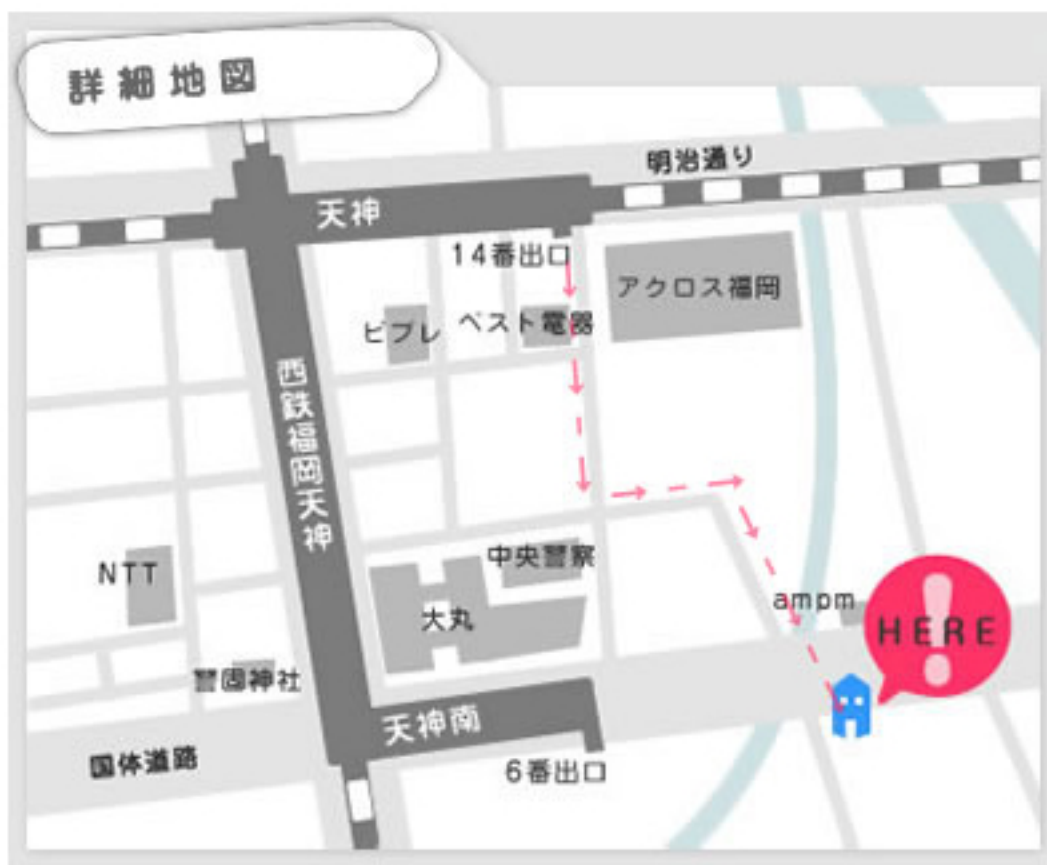 詳細地図
明治通り
天神
14番出口
アクロス福岡
ビブレ
ベスト電器
西鉄福岡天神
中央警察
NTT
大丸
ampm
HERE
警固神社
天神南
国体道路
6番出口